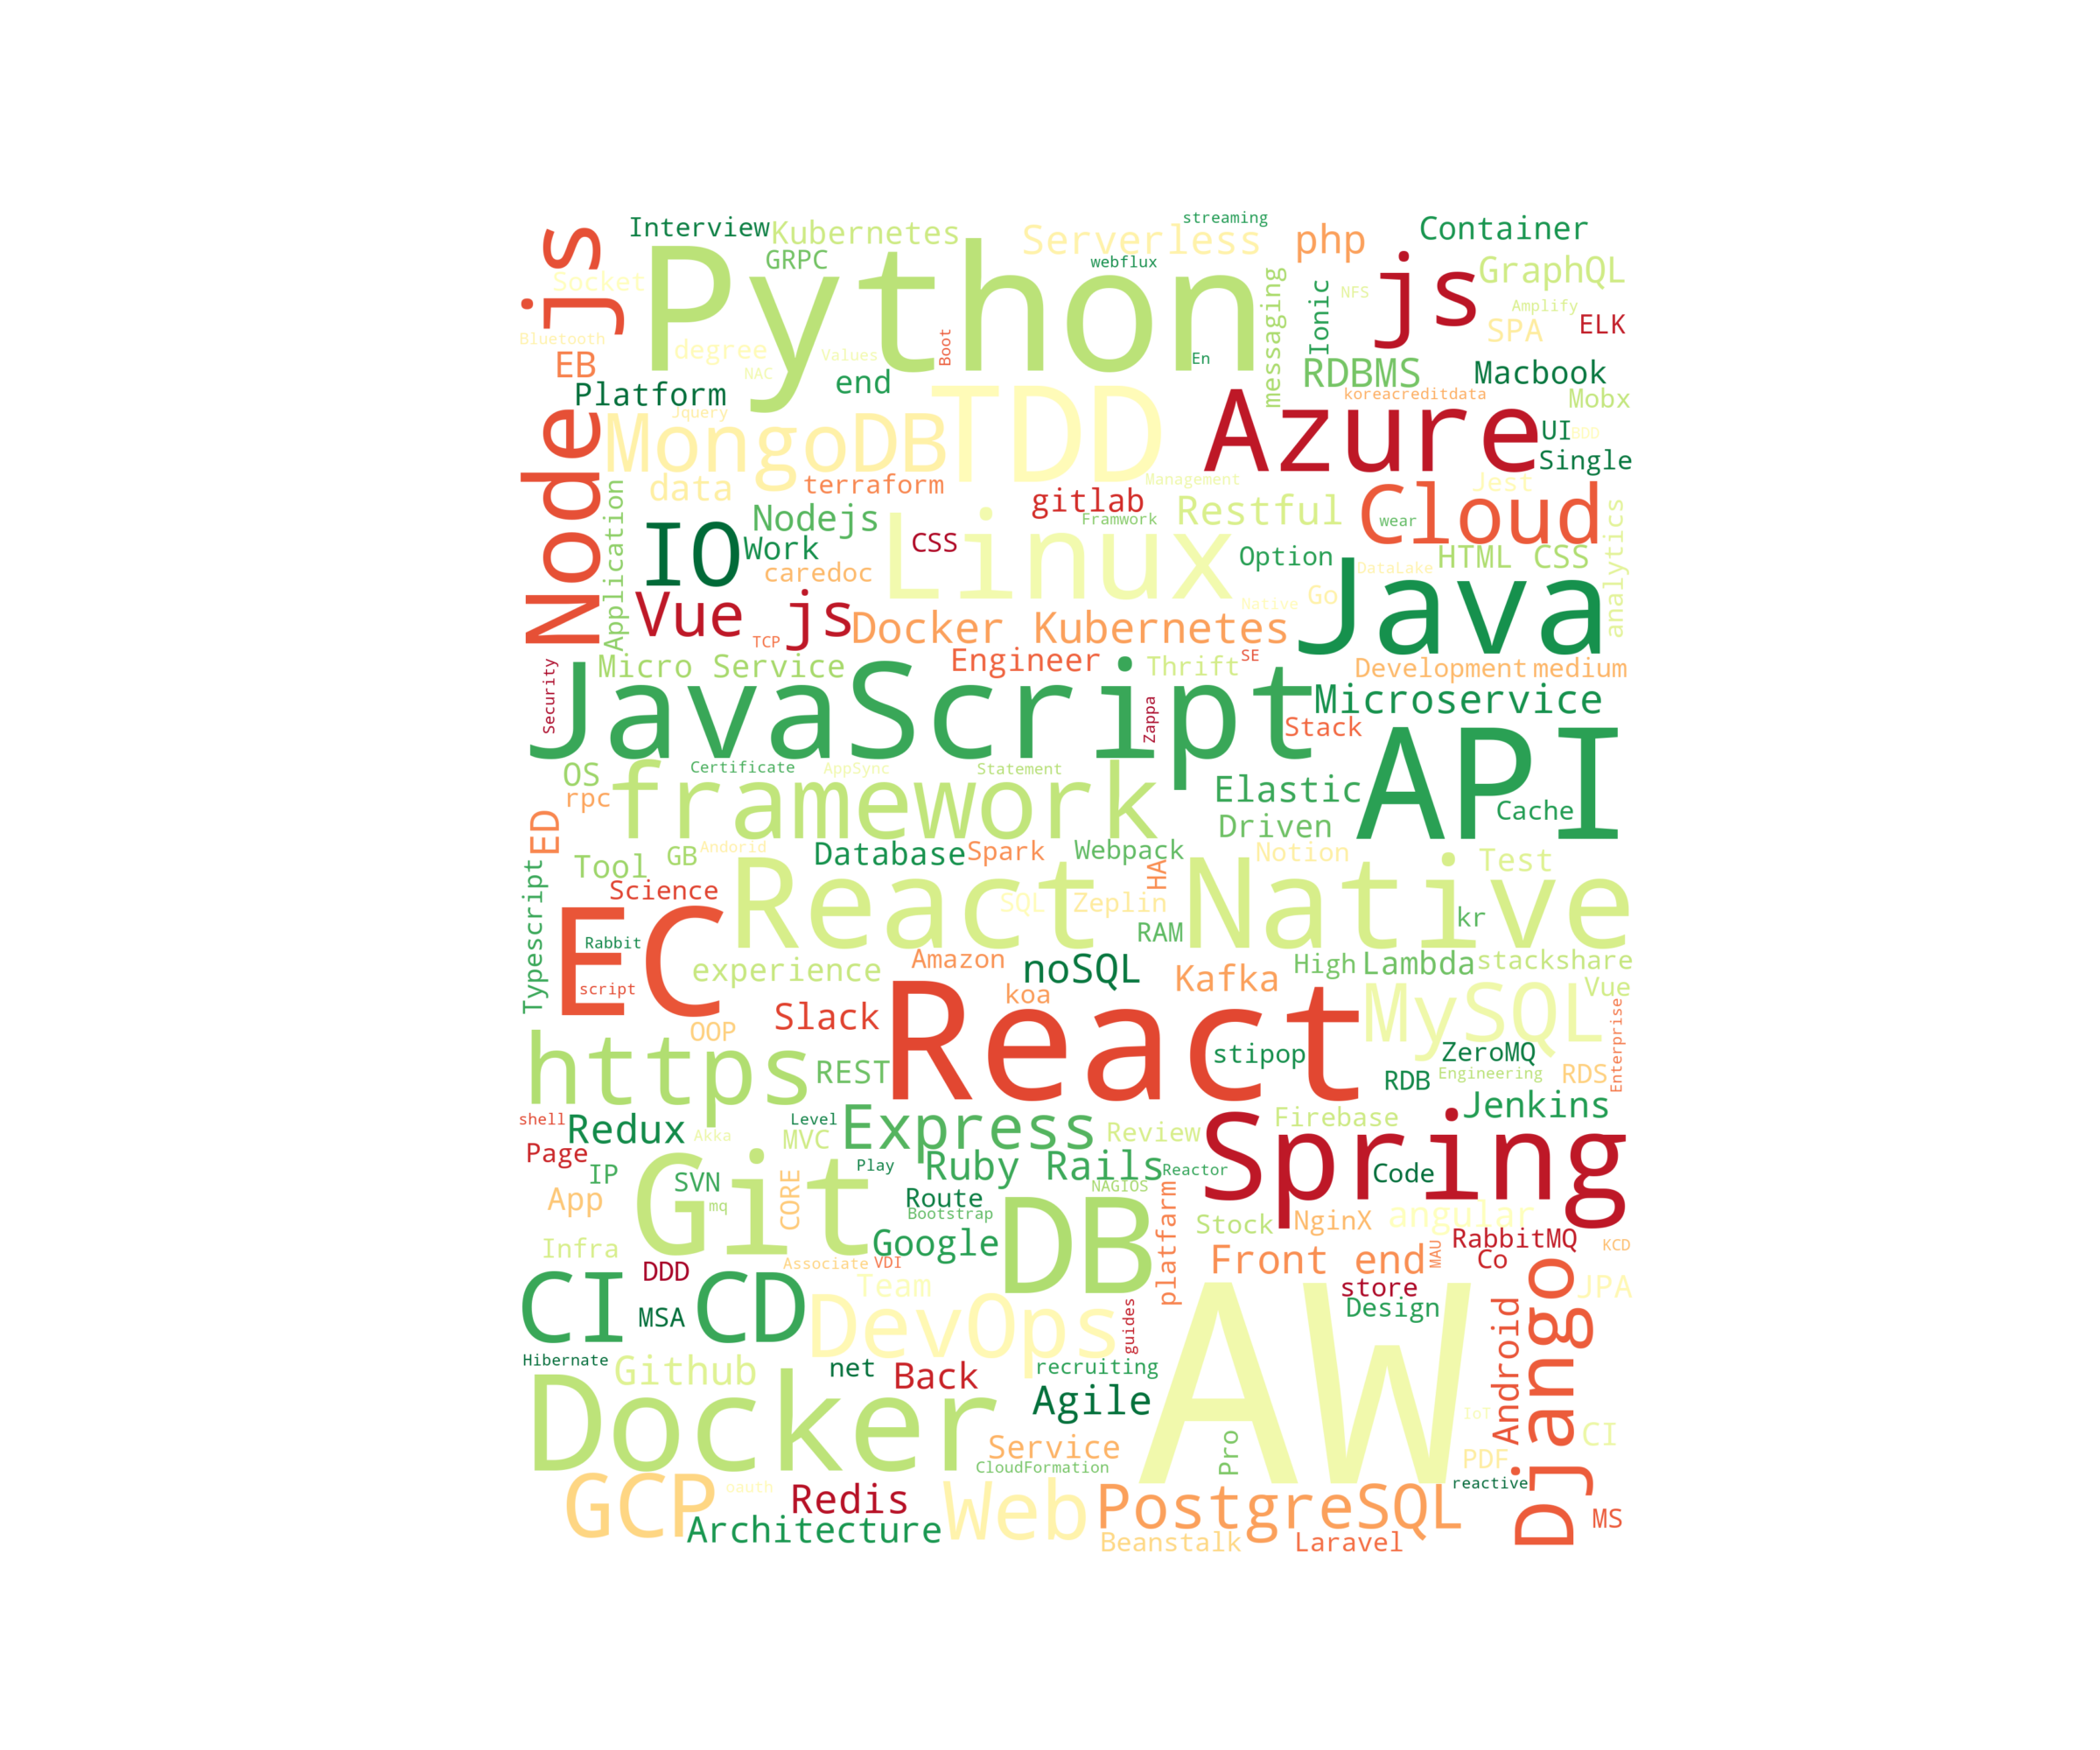 Interview
Kubernetes
Serverless
streaming
php
Container
js
Python
GRPC
webflux
Socket
messaging
Ionic
NFS
GraphQL
Amplify
SPA
ELK
Bluetooth
EB
degree
NAC
Values
Boot
En
RDBMS
Macbook
Platform
end
koreacreditdata
Mobx
Node js
Jquery
MongoDB
TDD
Azure
UI
BDD
Single
data
terraform
Management
gitlab
Restful
Cloud
Jest
wear
Application
Nodejs
IO
Work
CSS
Linux
Framwork
Option
HTML CSS
analytics
caredoc
DataLake
Native
Go
Java
Vue js
TCP
Docker Kubernetes
Security
Micro Service
Engineer
Thrift
SE
Development
medium
JavaScript
Zappa
Microservice
Stack
OS
Certificate
AppSync
Statement
API
rpc
framework
Elastic
Cache
ED
Driven
Tool
GB
Andorid
Database
Spark
Webpack
Notion
Test
Typescript
Science
React Native
HA
SQL
Zeplin
RAM
kr
EC
Rabbit
script
experience
Amazon
noSQL
Kafka
High
Lambda
stackshare
koa
MySQL
Vue
OOP
Slack
React
Enterprise
https
REST
stipop
ZeroMQ
RDB
Engineering
RDS
shell
Redux
Akka
Level
MVC
Express
Review
Firebase
Jenkins
Page
IP
Git
SVN
mq
CORE
Play
Ruby Rails
Reactor
Spring
Code
App
Route
Bootstrap
NAGIOS
DB
platfarm
Stock
NginX
angular
Infra
Google
Front end
MAU
RabbitMQ
Co
KCD
DDD
Associate
VDI
Team
store
JPA
CI CD
MSA
DevOps
guides
Design
Android
Django
AW
Hibernate
Github
net
Back
recruiting
Docker
Agile
IoT
CI
Service
CloudFormation
Pro
PDF
reactive
GCP
oauth
Redis
Web
PostgreSQL
MS
Architecture
Beanstalk
Laravel